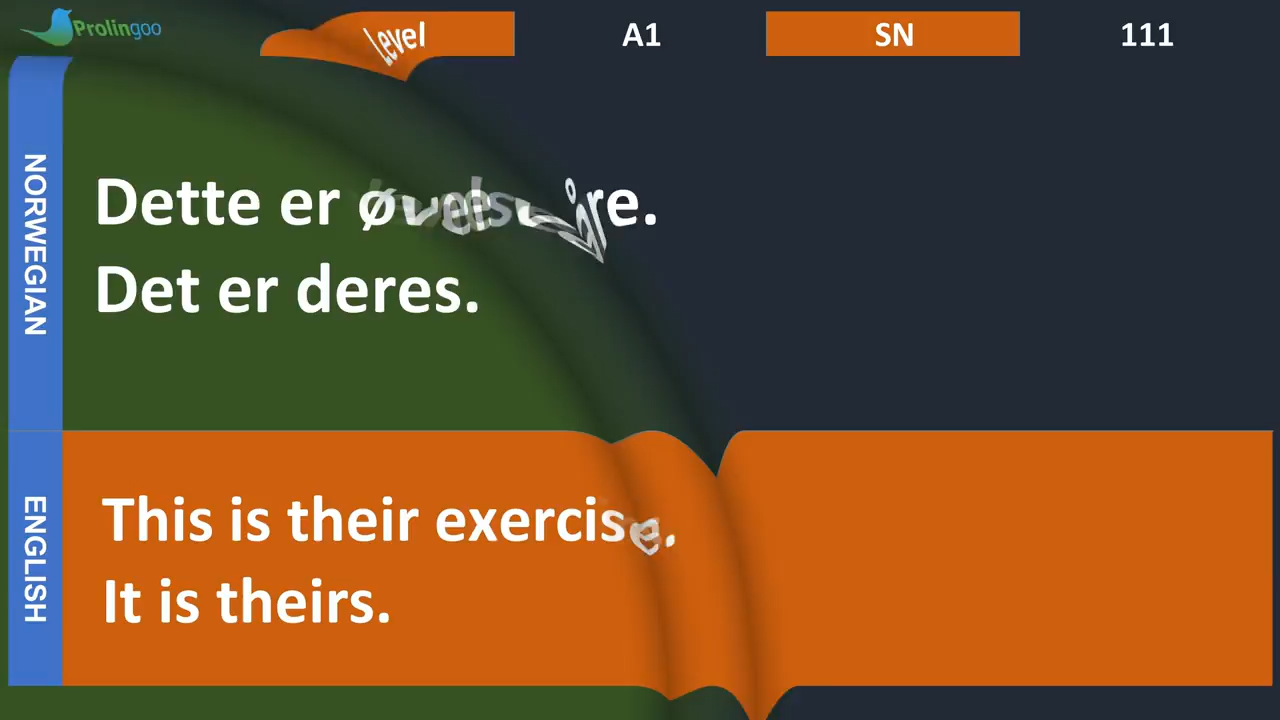 Prolingoo
Level A1 SN 111
NORWEGIAN
Dette er
Det er deres.
ENGLISH
This is their exercise.
It is theirs.